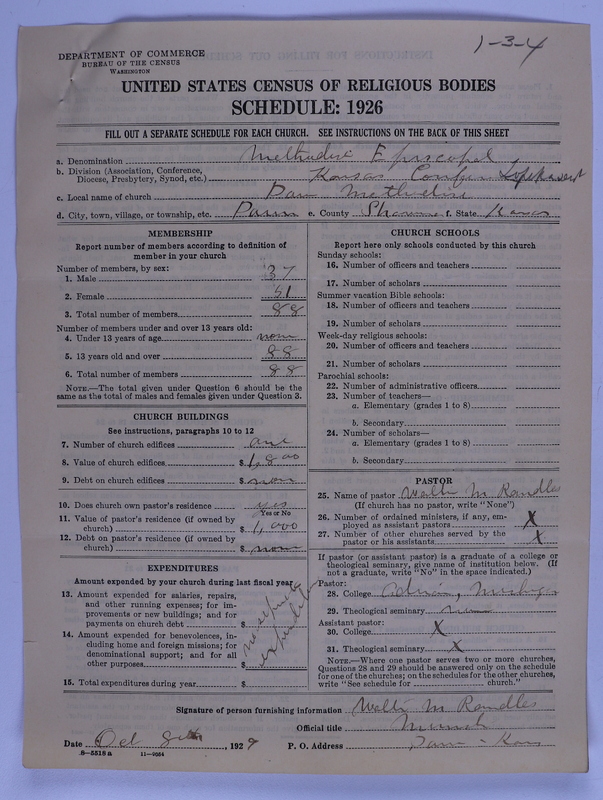 1-3-4
DEPARTMENT OF COMMERCE
BUREAU OF THE CENSUS
WASHINGTON
UNITED STATES CENSUS OF RELIGIOUS BODIES
SCHEDULE: 1926
FILL OUT A SEPARATE SCHEDULE FOR EACH CHURCH. SEE INSTRUCTIONS ON THE BACK OF THIS SHEET
a. Denomination Methodist Episcopal
b. Division (Association, Conference, Diocese, Presbytery, Synod, etc.) Kansas
c. Local name of church Methodist
d. City, town, village, or township, etc. e. County f. State Kansas
MEMBERSHIP
Report number of members according to definition of
member in your church
Number of members, by sex:
1. Male 37
2. Female 51
3. Total number of members 88
Number of members under and over 13 years old:
4. Under 13 years of age none
5. 13 years old and over 88
6. Total number of members 88
NOTE.—The total given under Question 6 should be the
same as the total of males and females given under Question 3.
CHURCH BUILDINGS
See instructions, paragraphs 10 to 12
7. Number of church edifices one
8. Value of church edifices $
9. Debt on church edifices $ none
10. Does church own pastor's residence yes
Yes or No
11. Value of pastor's residence (if owned by
church) $ 1,000
12. Debt on pastor's residence (if owned by
church) $ none
EXPENDITURES
Amount expended by your church during last fiscal year
13. Amount expended for salaries, repairs,
and other running expenses; for im-
provements or new buildings; and for
payments on church debt $
14. Amount expended for benevolences, in-
cluding home and foreign missions; for
denominational support; and for all
other purposes $
15. Total expenditures during year $
CHURCH SCHOOLS
Report here only schools conducted by this church
Sunday schools:
16. Number of officers and teachers
17. Number of scholars
Summer vacation Bible schools:
18. Number of officers and teachers
19. Number of scholars
Week-day religious schools:
20. Number of officers and teachers
21. Number of scholars
Parochial schools:
22. Number of administrative officers
23. Number of teachers—
a. Elementary (grades 1 to 8)
b. Secondary
24. Number of scholars—
a. Elementary (grades 1 to 8)
b. Secondary
PASTOR
25. Name of pastor Walter M Randles
(If church has no pastor, write "None")
26. Number of ordained ministers, if any, em-
ployed as assistant pastors X
27. Number of other churches served by the
pastor or his assistants X
If pastor (or assistant pastor) is a graduate of a college or
theological seminary, give name of institution below. (If
not a graduate, write "No" in the space indicated.)
Pastor:
28. College Adrian, Michigan
29. Theological seminary none
Assistant pastor:
30. College X
31. Theological seminary X
NOTE.—Where one pastor serves two or more churches,
Questions 28 and 29 should be answered only on the schedule
for one of the churches; on the schedules for the other churches,
write "See schedule for church."
Signature of person furnishing information Walter M. Randles
Official title
Date Oct 8th, 192
P. O. Address
8-5518a 11-9054